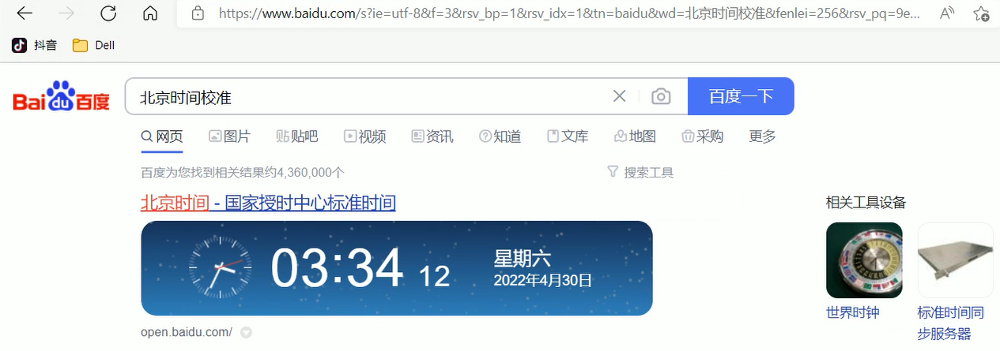 https://www.baidu.com/s?ie=utf-8&f=3&rsv_bp=1&rsv_idx=1&tn=baidu&wd=北京时间校准&fenlei=256&rsv_pq=9e...
抖音 Dell
Bai du 百度 北京时间校准 百度一下
网页 图片 贴吧 视频 资讯 知道 文库 地图 采购 更多
百度为您找到相关结果约4,360,000个 搜索工具
北京时间 - 国家授时中心标准时间
03:34 12
星期六
2022年4月30日
open.baidu.com/
相关工具设备
世界时钟
标准时间同
步服务器